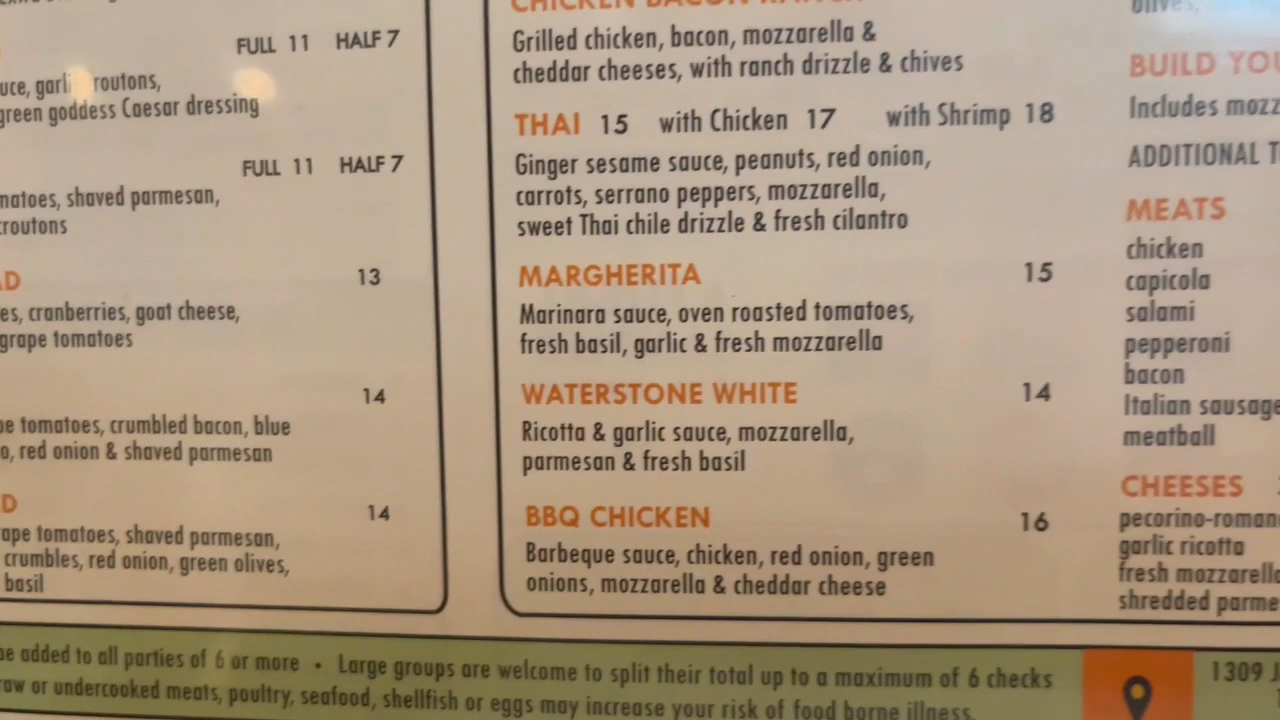 FULL 11 HALF 7
green goddess Caesar dressing
FULL 11 HALF 7
shaved parmesan,
croutons
13
cranberries, goat cheese,
grape tomatoes
14
tomatoes, crumbled bacon, blue
red onion & shaved parmesan
14
tomatoes, shaved parmesan,
crumbles, red onion, green olives,
basil
CHICKEN BACON RANCH
Grilled chicken, bacon, mozzarella &
cheddar cheeses, with ranch drizzle & chives
THAI 15 with Chicken 17 with Shrimp 18
Ginger sesame sauce, peanuts, red onion,
carrots, serrano peppers, mozzarella,
sweet Thai chile drizzle & fresh cilantro
MARGHERITA 15
Marinara sauce, oven roasted tomatoes,
fresh basil, garlic & fresh mozzarella
WATERSTONE WHITE 14
Ricotta & garlic sauce, mozzarella,
parmesan & fresh basil
BBQ CHICKEN 16
Barbeque sauce, chicken, red onion, green
onions, mozzarella & cheddar cheese
olives,
BUILD YOU
Includes mozz
ADDITIONAL T
MEATS
chicken
capicola
salami
pepperoni
bacon
Italian sausage
meatball
CHEESES
pecorino-roman
garlic ricotta
fresh mozzarella
shredded parme
be added to all parties of 6 or more • Large groups are welcome to split their total up to a maximum of 6 checks
raw or undercooked meats, poultry, seafood, shellfish or eggs may increase your risk of food borne illness.
1309 J